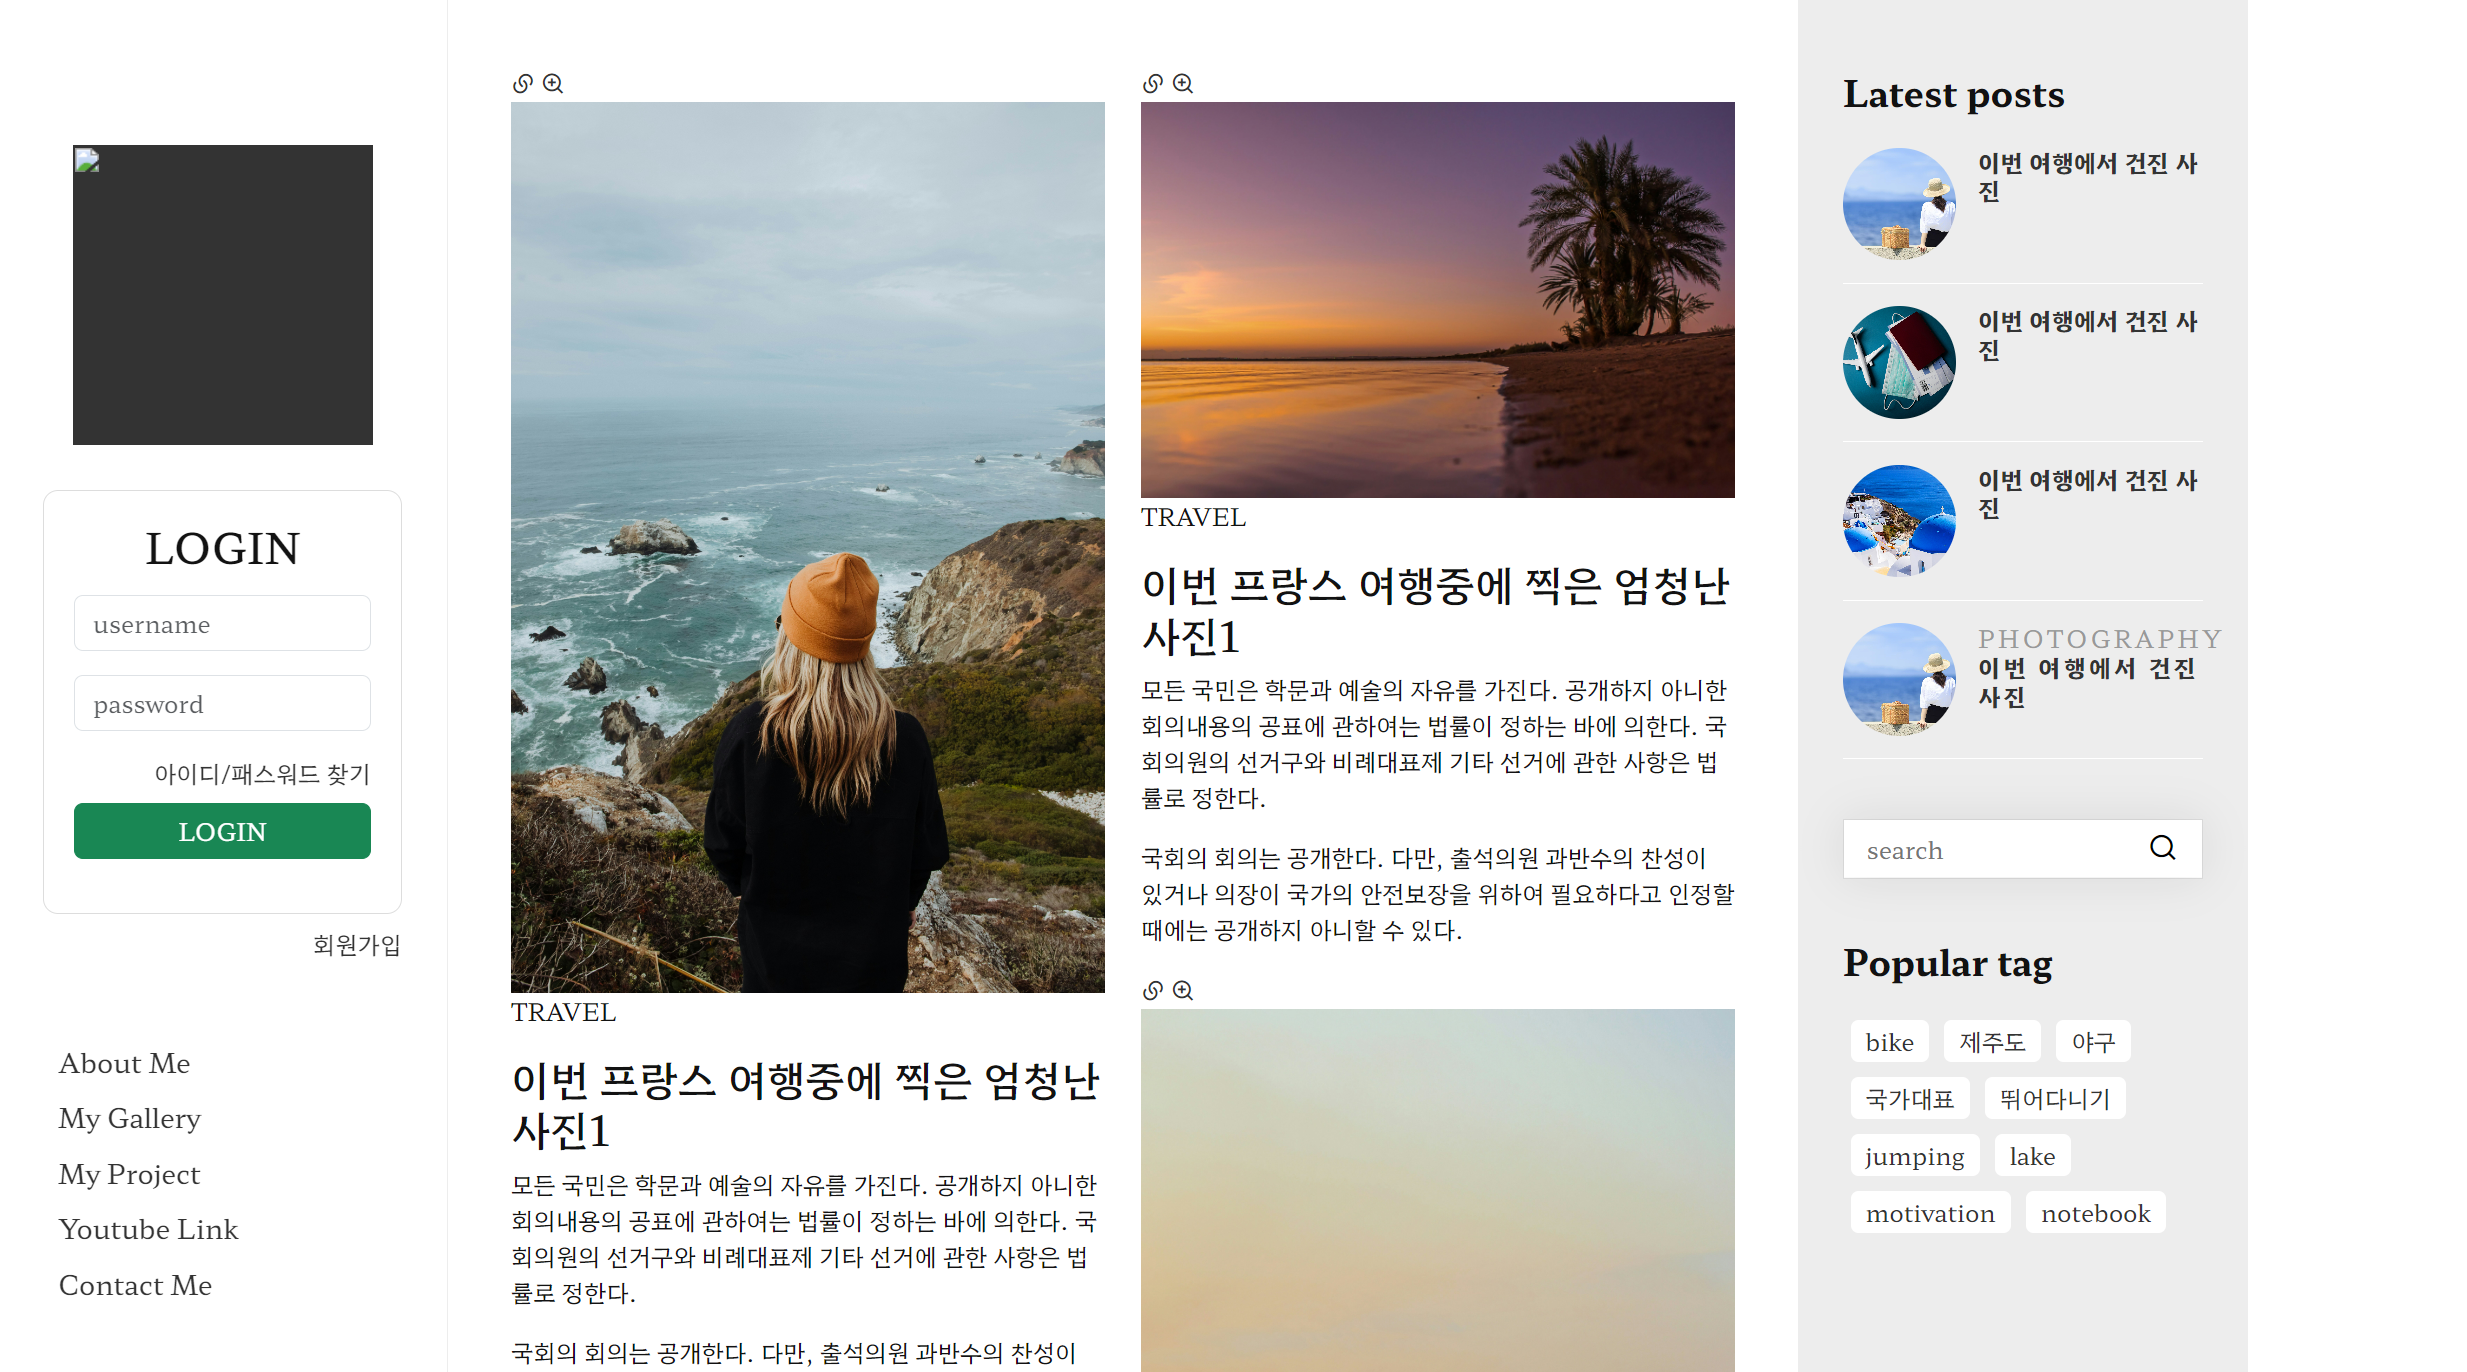 LOGIN
username
password
아이디/패스워드 찾기
LOGIN
회원가입
About Me
My Gallery
My Project
Youtube Link
Contact Me
TRAVEL
이번 프랑스 여행중에 찍은 엄청난
사진1
모든 국민은 학문과 예술의 자유를 가진다. 공개하지 아니한
회의내용의 공표에 관하여는 법률이 정하는 바에 의한다. 국
회의원의 선거구와 비례대표제 기타 선거에 관한 사항은 법
률로 정한다.
국회의 회의는 공개한다. 다만, 출석의원 과반수의 찬성이
TRAVEL
이번 프랑스 여행중에 찍은 엄청난
사진1
모든 국민은 학문과 예술의 자유를 가진다. 공개하지 아니한
회의내용의 공표에 관하여는 법률이 정하는 바에 의한다. 국
회의원의 선거구와 비례대표제 기타 선거에 관한 사항은 법
률로 정한다.
국회의 회의는 공개한다. 다만, 출석의원 과반수의 찬성이
있거나 의장이 국가의 안전보장을 위하여 필요하다고 인정할
때에는 공개하지 아니할 수 있다.
Latest posts
이번 여행에서 건진 사
진
이번 여행에서 건진 사
진
이번 여행에서 건진 사
진
PHOTOGRAPHY
이번 여행에서 건진
사진
search
Popular tag
bike 제주도 야구
국가대표 뛰어다니기
jumping lake
motivation notebook